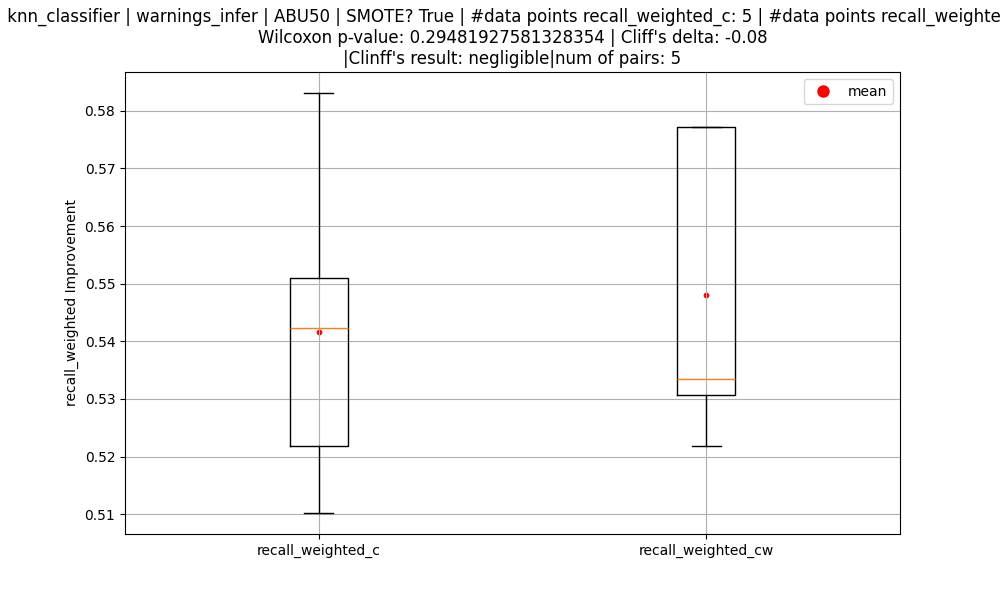 knn_classifier | warnings_infer | ABU50 | SMOTE? True | #data points recall_weighted_c: 5 | #data points recall_weighte
Wilcoxon p-value: 0.29481927581328354 | Cliff's delta: -0.08
|Clinff's result: negligible|num of pairs: 5
mean
0.58
0.57
0.56
0.55
0.54
0.53
0.52
0.51
recall_weighted Improvement
recall_weighted_c
recall_weighted_cw